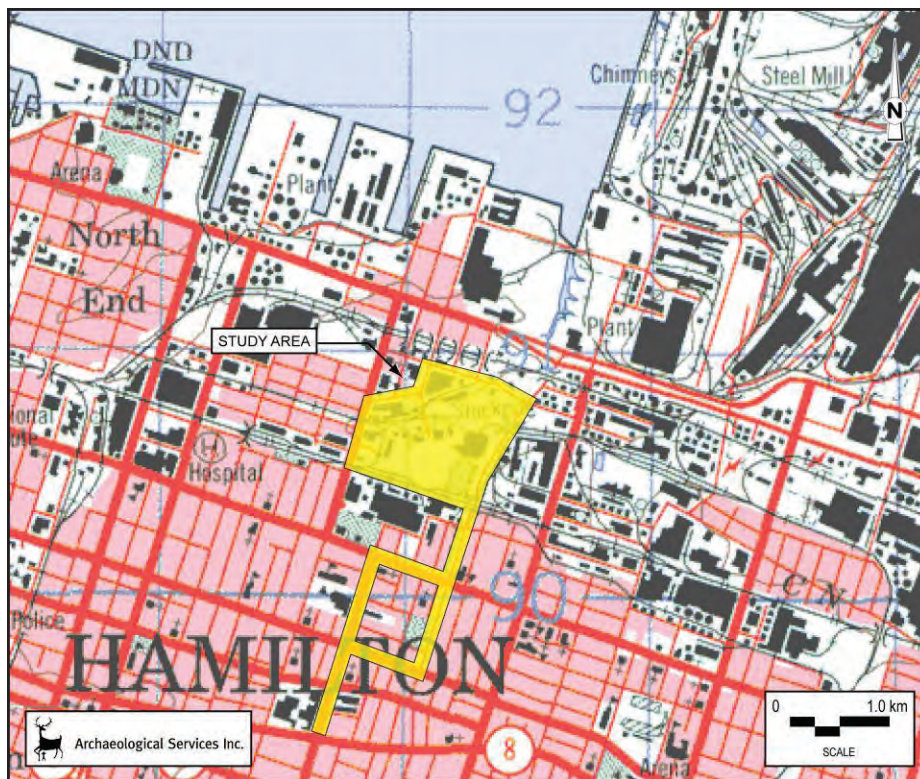 DND
MDN
92
Chimneys
Steel Mill
N
Arena
Plant
North
End
STUDY AREA
91
Plant
H
Hospital
90
C N
Police
HAMILTON
8
Arena
0 1.0 km
SCALE
Archaeological Services Inc.